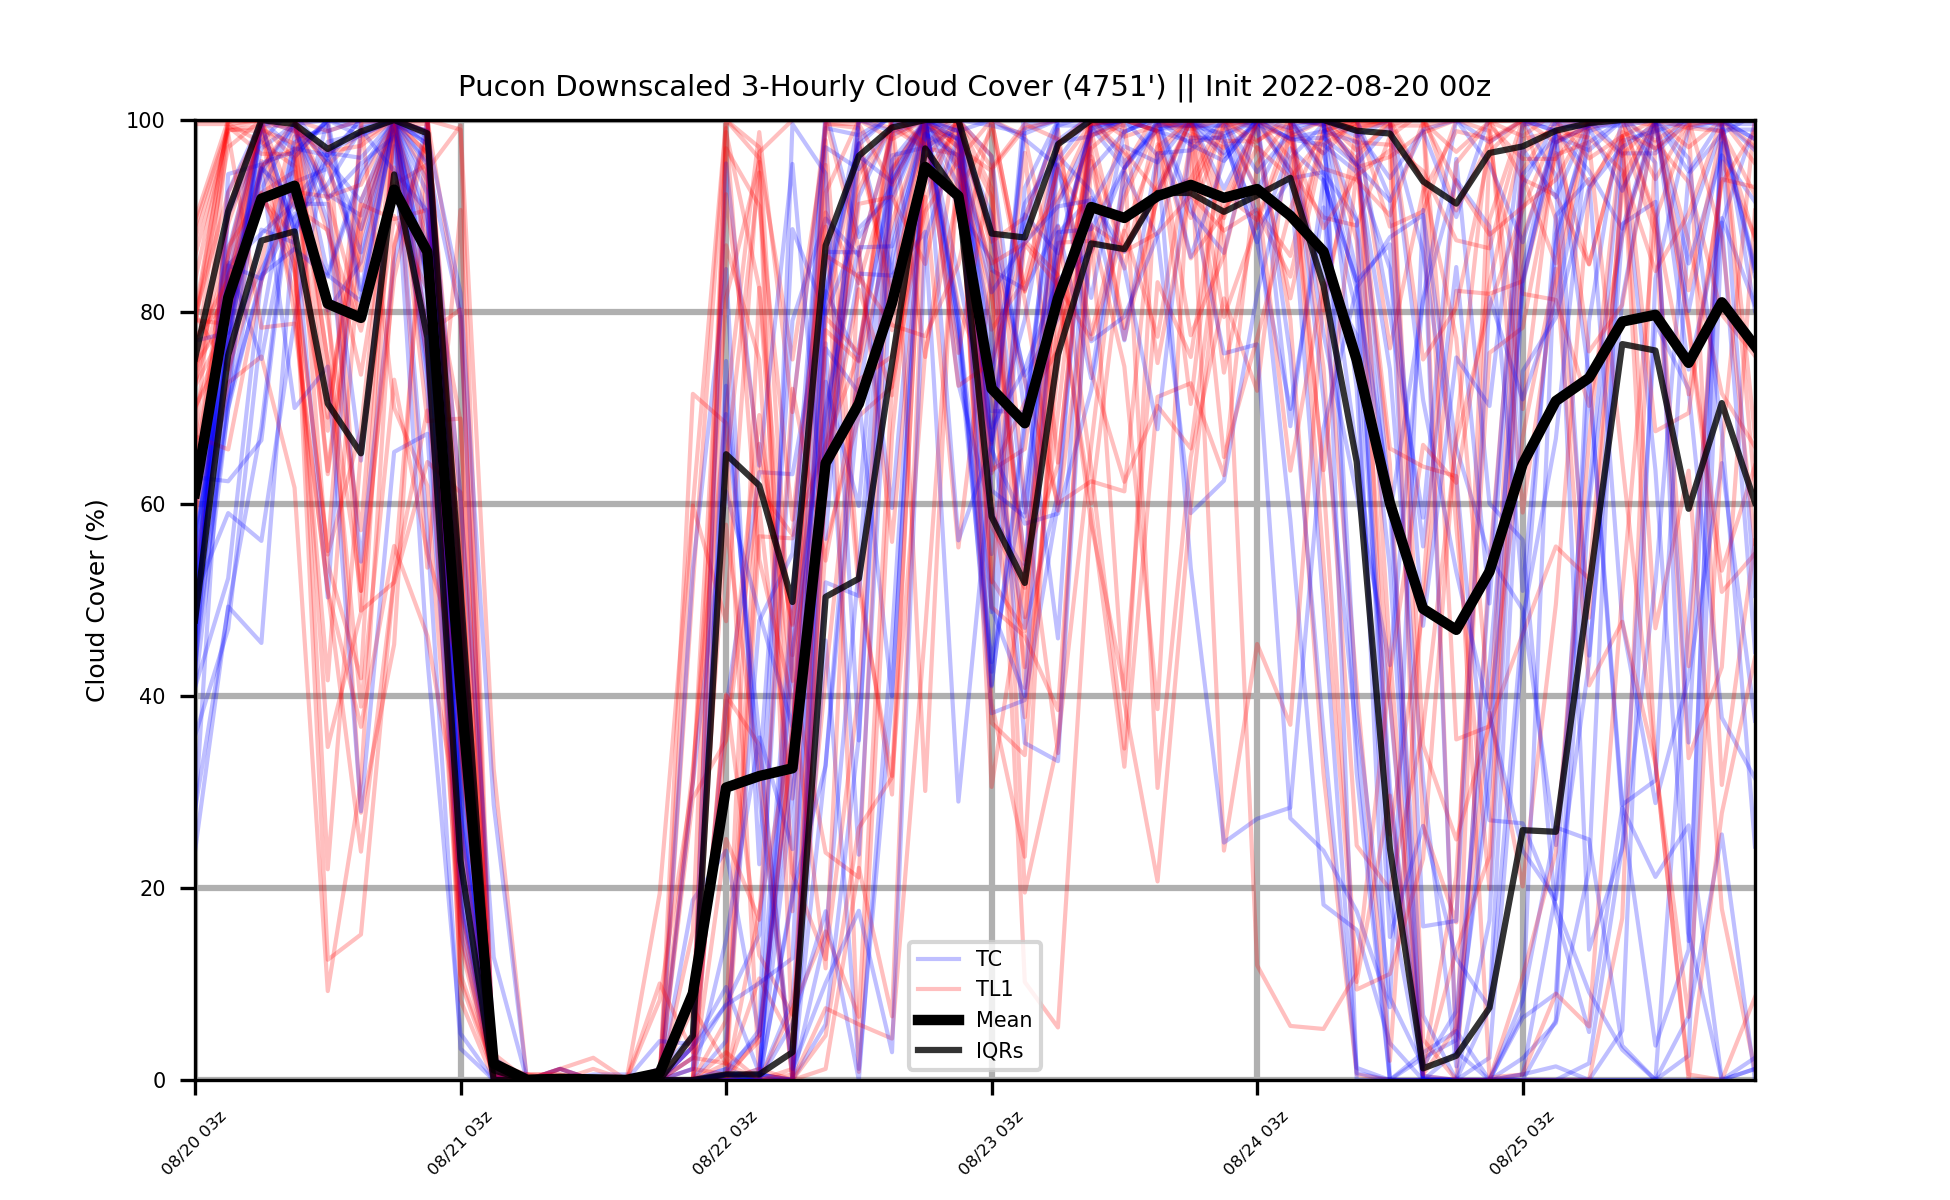 Pucon Downscaled 3-Hourly Cloud Cover (4751') || Init 2022-08-20 00z
Cloud Cover (%)
100
80
60
40
20
0
TC
TL1
Mean
IQRs
08/20 03z
08/21 03z
08/22 03z
08/23 03z
08/24 03z
08/25 03z